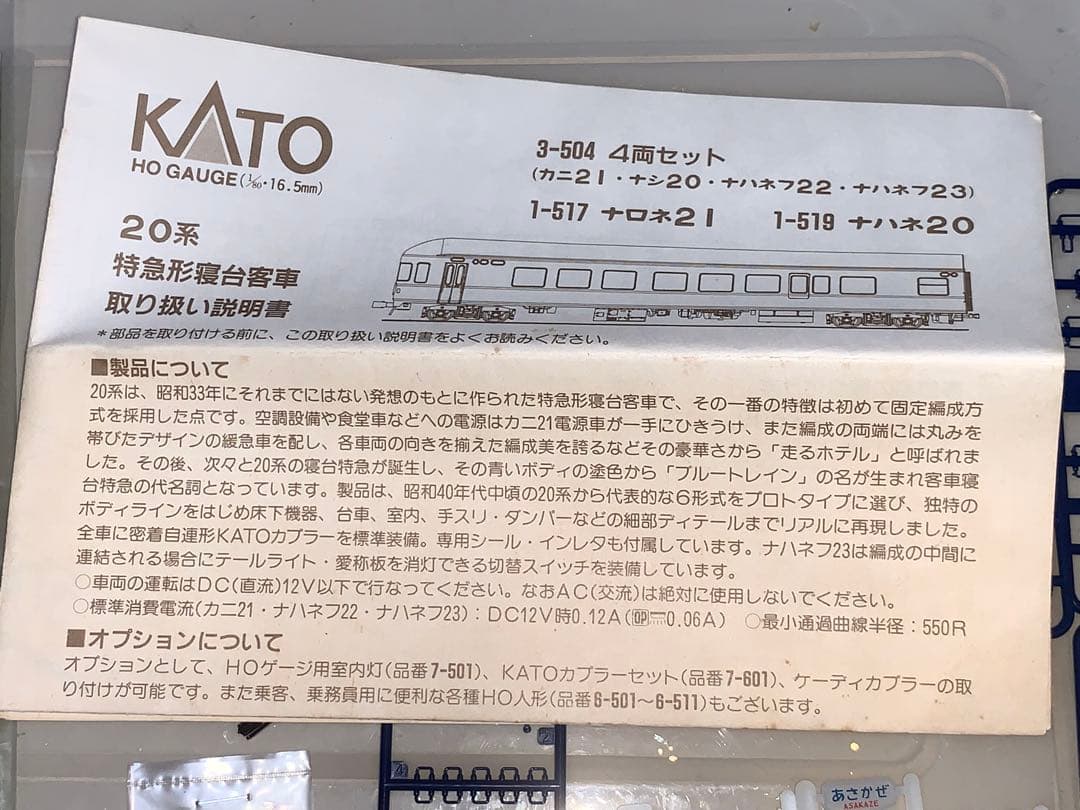 KATO
HO GAUGE(1/80・16.5mm)
3-504 4両セット
(カニ21・ナシ20・ナハネフ22・ナハネフ23)
1-517 ナロネ21 1-519 ナハネ20
20系
特急形寝台客車
取り扱い説明書
*部品を取り付ける前に、この取り扱い説明書をよくお読みください。
■製品について
20系は、昭和33年にそれまでにはない発想のもとに作られた特急形寝台客車で、その一番の特徴は初めて固定編成方
式を採用した点です。空調設備や食堂車などへの電源はカニ21電源車が一手にひきうけ、また編成の両端には丸みを
帯びたデザインの緩急車を配し、各車両の向きを揃えた編成美を誇るなどその豪華さから「走るホテル」と呼ばれま
した。その後、次々と20系の寝台特急が誕生し、その青いボディの塗色から「ブルートレイン」の名が生まれ客車寝
台特急の代名詞となっています。製品は、昭和40年代中頃の20系から代表的な6形式をプロトタイプに選び、独特の
ボディラインをはじめ床下機器、台車、室内、手スリ・ダンパーなどの細部ディテールまでリアルに再現しました。
全車に密着自連形KATOカプラーを標準装備。専用シール・インレタも付属しています。ナハネフ23は編成の中間に
連結される場合にテールライト・愛称板を消灯できる切替スイッチを装備しています。
○車両の運転はDC(直流)12V以下で行なってください。なおAC(交流)は絶対に使用しないでください。
○標準消費電流(カニ21・ナハネフ22・ナハネフ23):DC12V時0.12A(OP 0.06A) ○最小通過曲線半径:550R
■オプションについて
オプションとして、HOゲージ用室内灯(品番7-501)、KATOカプラーセット(品番7-601)、ケーディカプラーの取
り付けが可能です。また乗客、乗務員用に便利な各種HO人形(品番6-501〜6-511)もございます。
2
4
あさかぜ
ASAKAZE